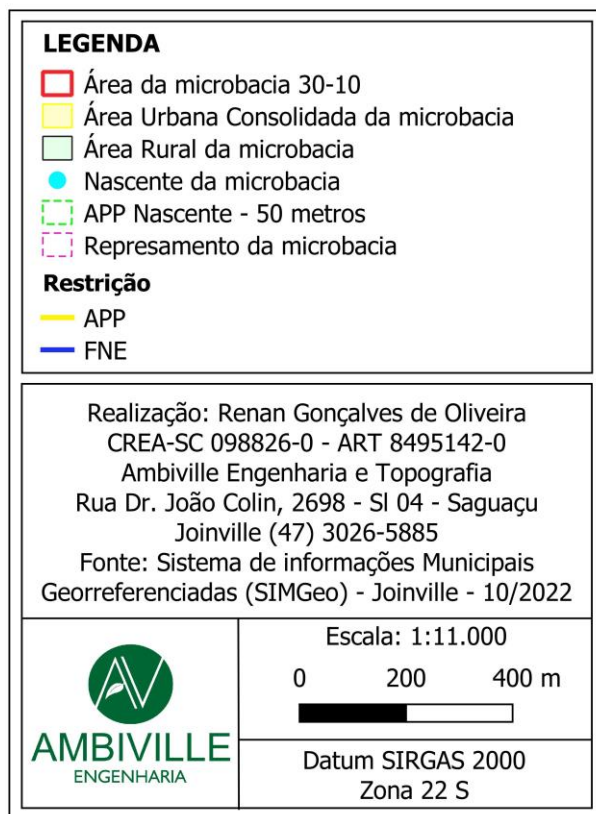 LEGENDA
Área da microbacia 30-10
Área Urbana Consolidada da microbacia
Área Rural da microbacia
Nascente da microbacia
APP Nascente - 50 metros
Represamento da microbacia
Restrição
APP
FNE
Realização: Renan Gonçalves de Oliveira
CREA-SC 098826-0 - ART 8495142-0
Ambiville Engenharia e Topografia
Rua Dr. João Colin, 2698 - Sl 04 - Saguaçu
Joinville (47) 3026-5885
Fonte: Sistema de informações Municipais
Georreferenciadas (SIMGeo) - Joinville - 10/2022
AV
AMBIVILLE
ENGENHARIA
Escala: 1:11.000
0 200 400 m
Datum SIRGAS 2000
Zona 22 S